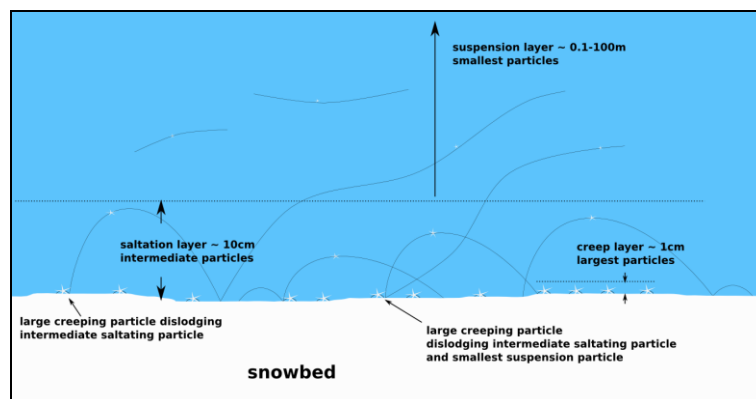 suspension layer ~ 0.1-100m
smallest particles
saltation layer ~ 10cm
intermediate particles
creep layer ~ 1cm
largest particles
large creeping particle dislodging
intermediate saltating particle
large creeping particle
dislodging intermediate saltating particle
and smallest suspension particle
snowbed